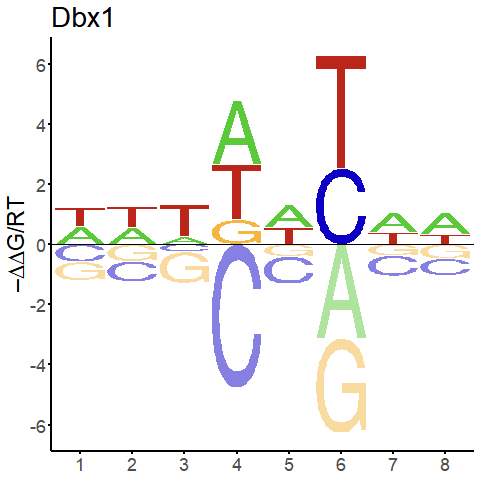 Dbx1
−ΔΔG/RT
6
4
2
0
-2
-4
-6
T T T A A T A A
A A A T T C T T
C G C G G A G G
G C G C C G C C
1 2 3 4 5 6 7 8